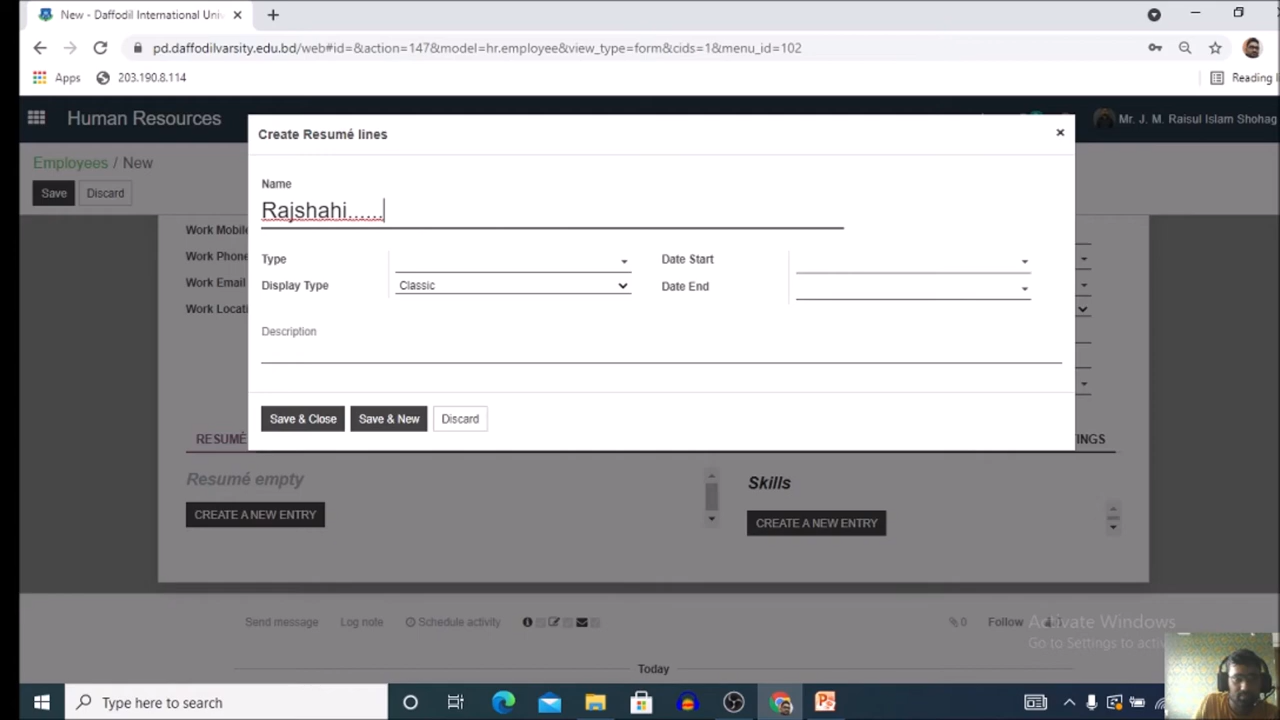 New - Daffodil International Uni
pd.daffodilvarsity.edu.bd/web#id=&action=147&model=hr.employee&view_type=form&cids=1&menu_id=102
Apps
203.190.8.114
Reading
Human Resources
Mr. J. M. Raisul Islam Shohag
Create Resumé lines
×
Employees / New
Save
Discard
Name
Rajshahi......
Work Mobile
Work Phone
Work Email
Work Locati
Type
Date Start
Display Type
Classic
Date End
Description
Save & Close
Save & New
Discard
RESUMÉ
INGS
Resumé empty
Skills
CREATE A NEW ENTRY
CREATE A NEW ENTRY
Send message
Log note
Schedule activity
0
Follow
Activate Windows
Go to Settings to activ
Today
Type here to search